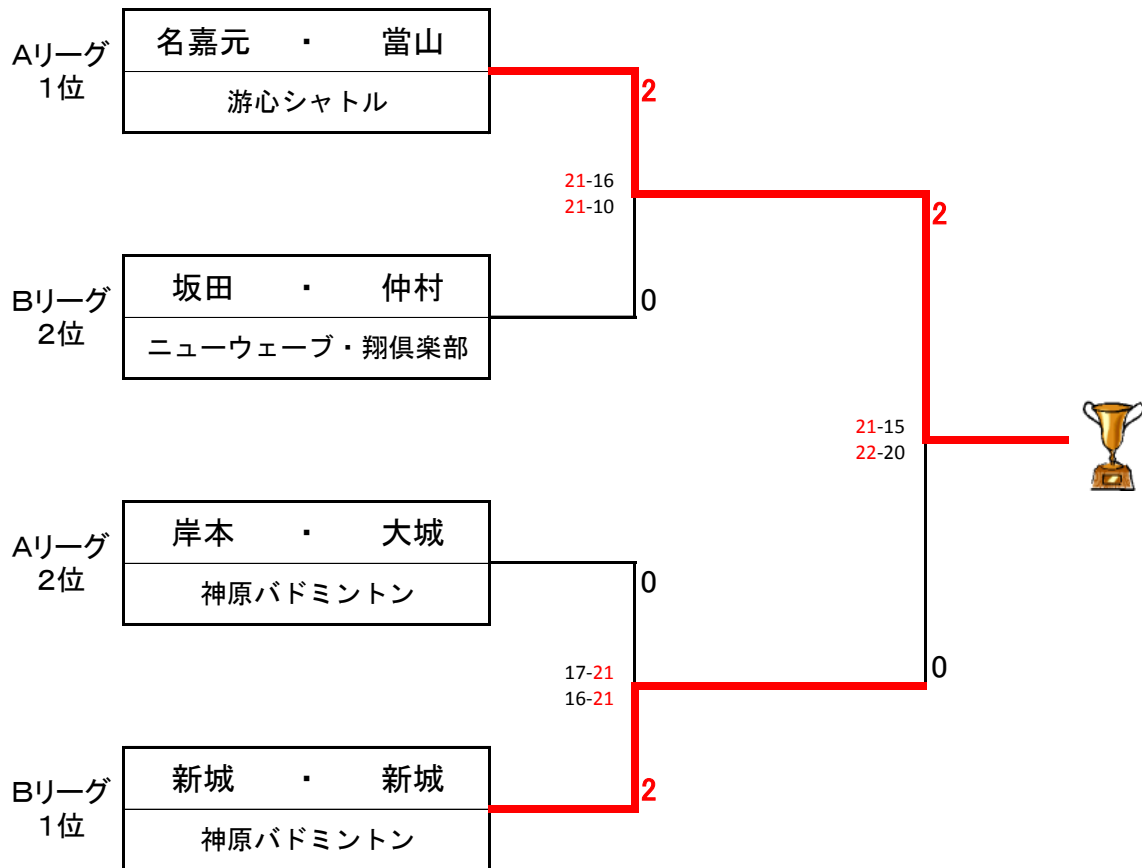 Aリーグ
1位
名嘉元 ・ 當山
游心シャトル
2
21-16
21-10
2
Bリーグ
2位
坂田 ・ 仲村
ニューウェーブ・翔倶楽部
0
21-15
22-20
Aリーグ
2位
岸本 ・ 大城
神原バドミントン
0
17-21
16-21
0
Bリーグ
1位
新城 ・ 新城
神原バドミントン
2